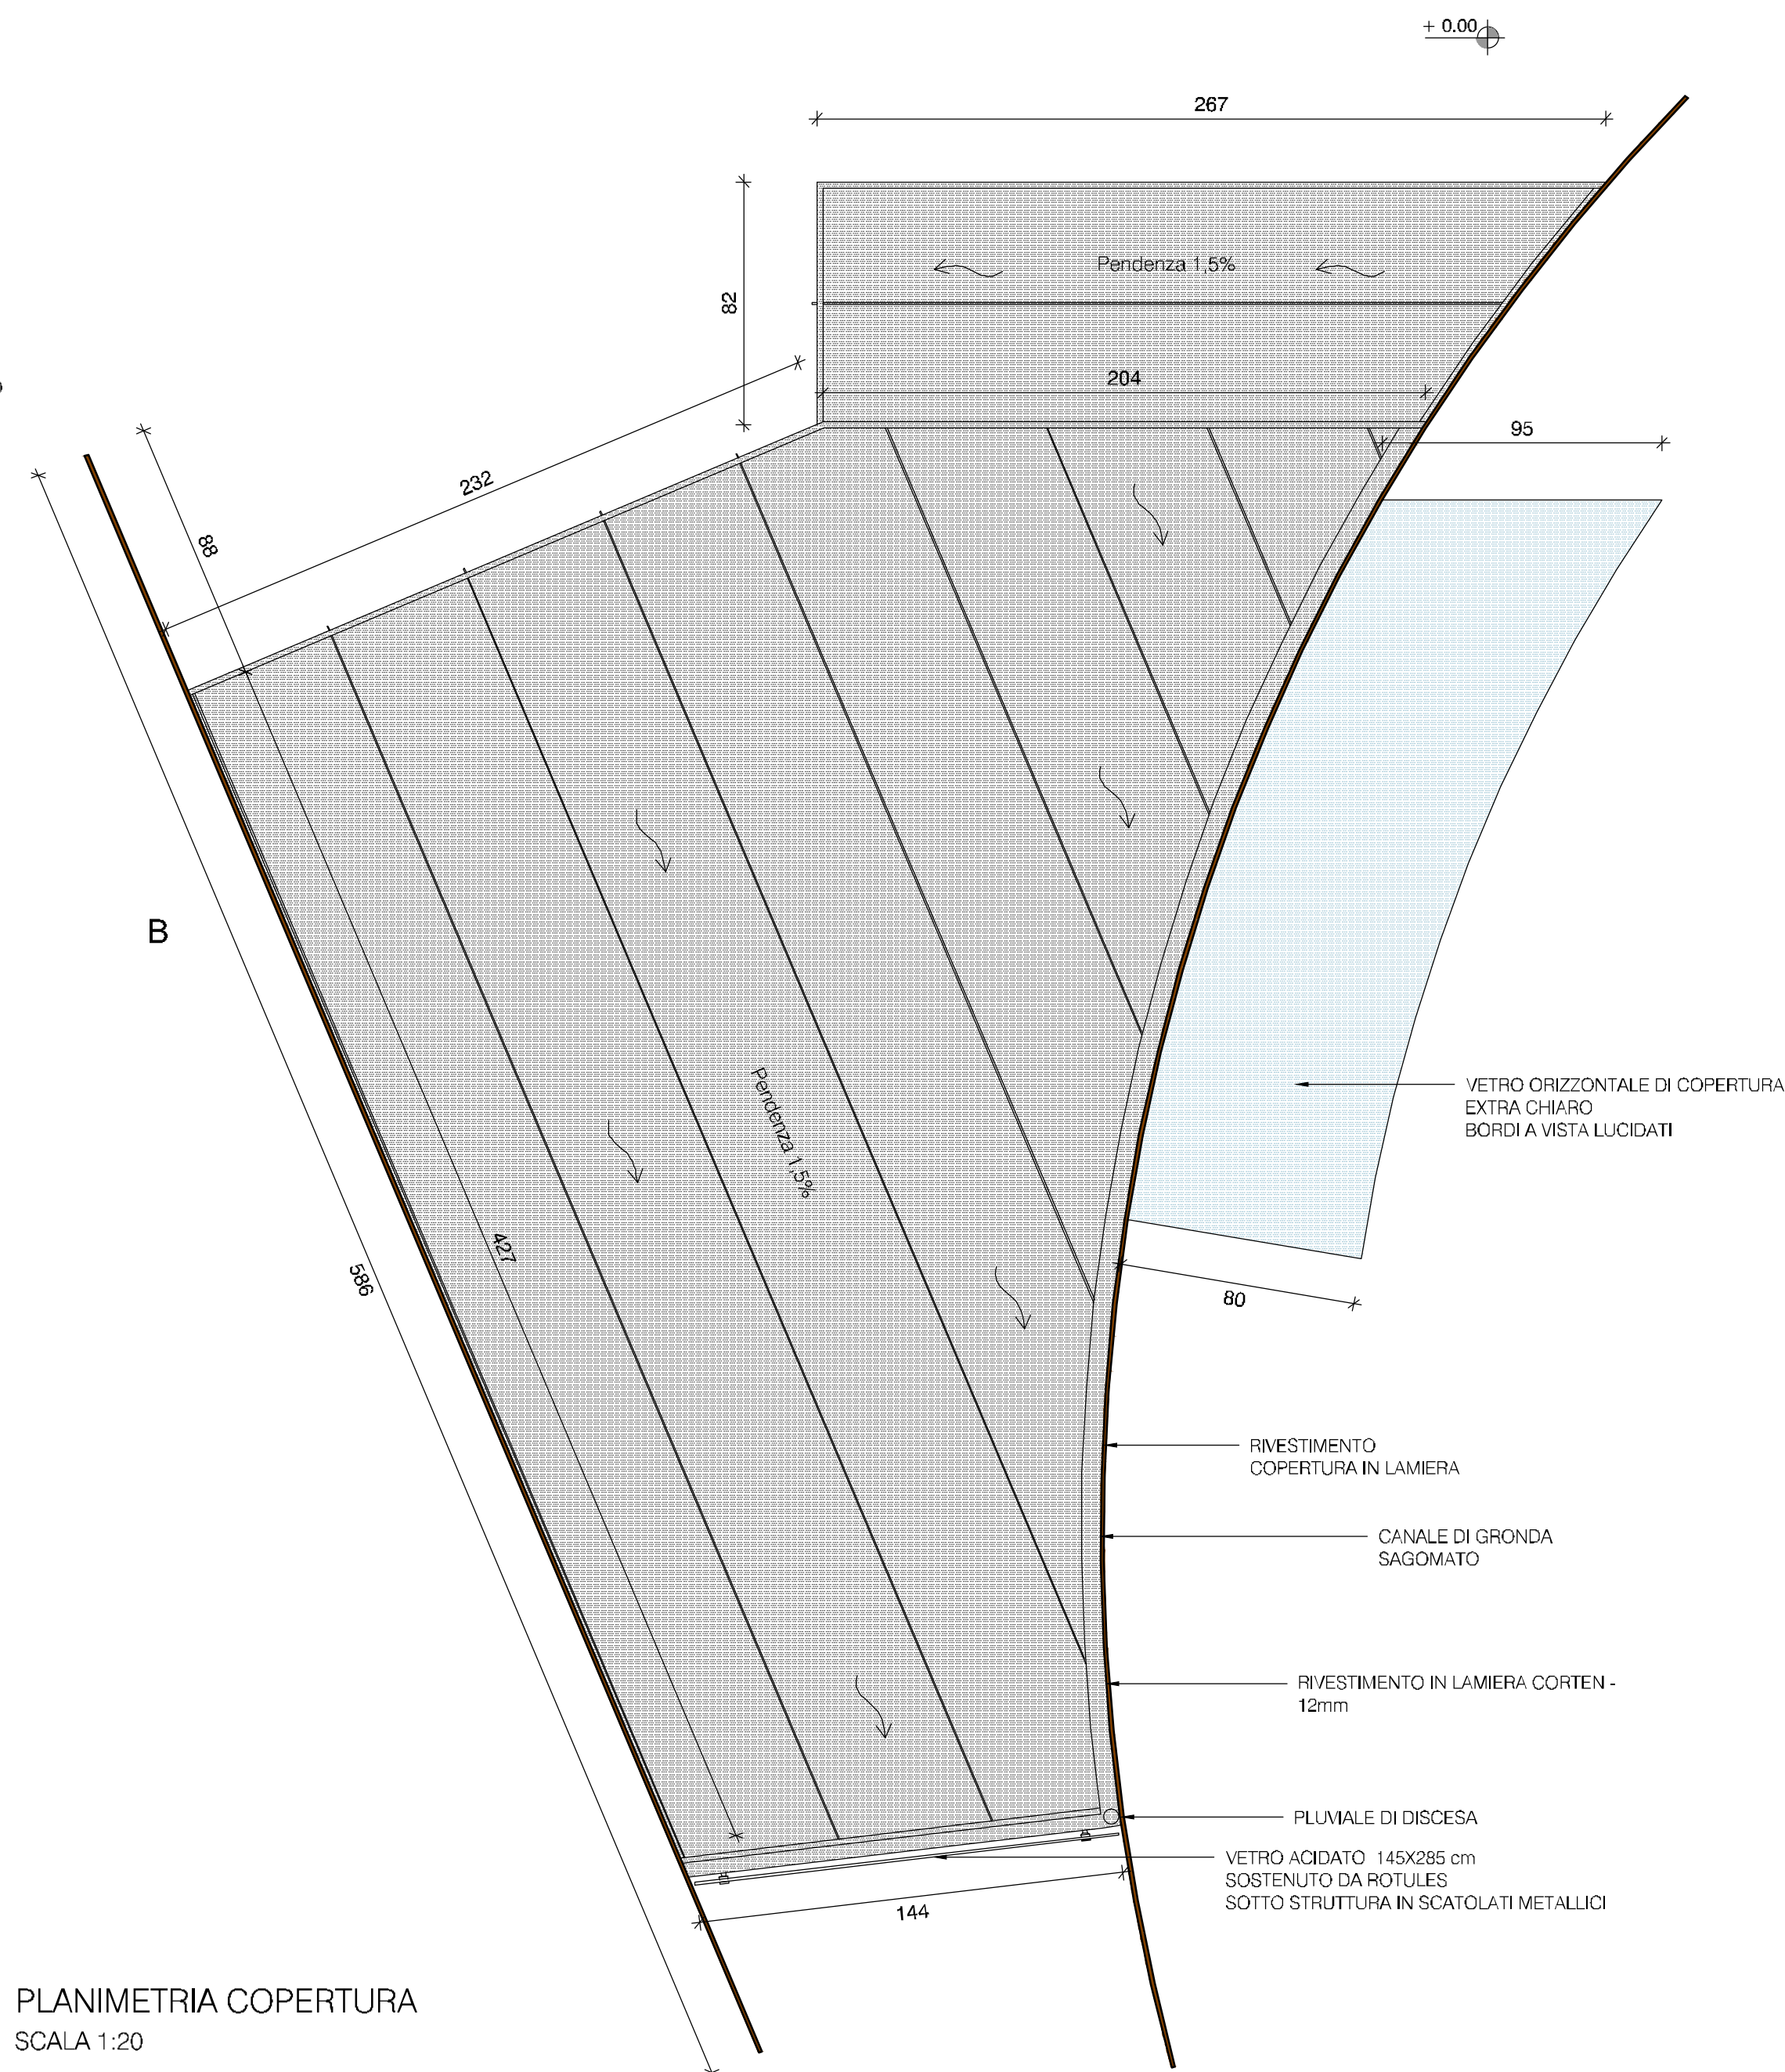 + 0.00
267
Pendenza 1,5%
82
204
95
232
88
B
Pendenza 1,5%
VETRO ORIZZONTALE DI COPERTURA
EXTRA CHIARO
BORDI A VISTA LUCIDATI
427
586
80
RIVESTIMENTO
COPERTURA IN LAMIERA
CANALE DI GRONDA
SAGOMATO
RIVESTIMENTO IN LAMIERA CORTEN -
12mm
PLUVIALE DI DISCESA
VETRO ACIDATO 145X285 cm
SOSTENUTO DA ROTULES
SOTTO STRUTTURA IN SCATOLATI METALLICI
144
PLANIMETRIA COPERTURA
SCALA 1:20